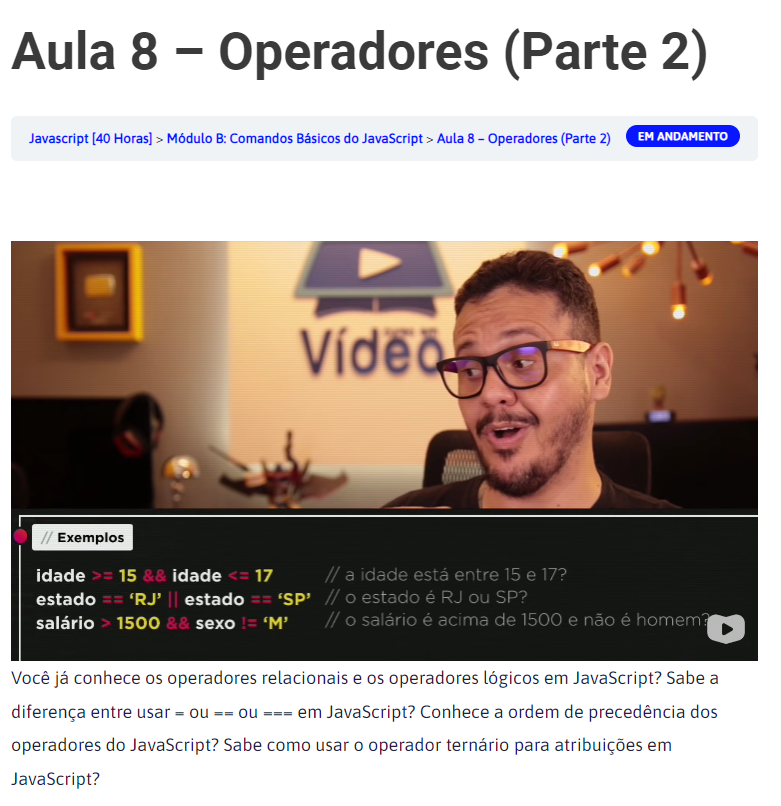 Aula 8 – Operadores (Parte 2)
Javascript [40 Horas] > Módulo B: Comandos Básicos do JavaScript > Aula 8 – Operadores (Parte 2) EM ANDAMENTO
Vídeo
// Exemplos
idade >= 15 && idade <= 17 // a idade está entre 15 e 17?
estado == ‘RJ’ || estado == ‘SP’ // o estado é RJ ou SP?
salário > 1500 && sexo != ‘M’ // o salário é acima de 1500 e não é homem?
Você já conhece os operadores relacionais e os operadores lógicos em JavaScript? Sabe a
diferença entre usar = ou == ou === em JavaScript? Conhece a ordem de precedência dos
operadores do JavaScript? Sabe como usar o operador ternário para atribuições em
JavaScript?